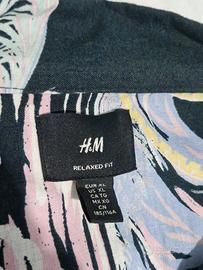 H&M
RELAXED FIT
EUR XL
US XL
CA TG
MX XG
CN
185/116A